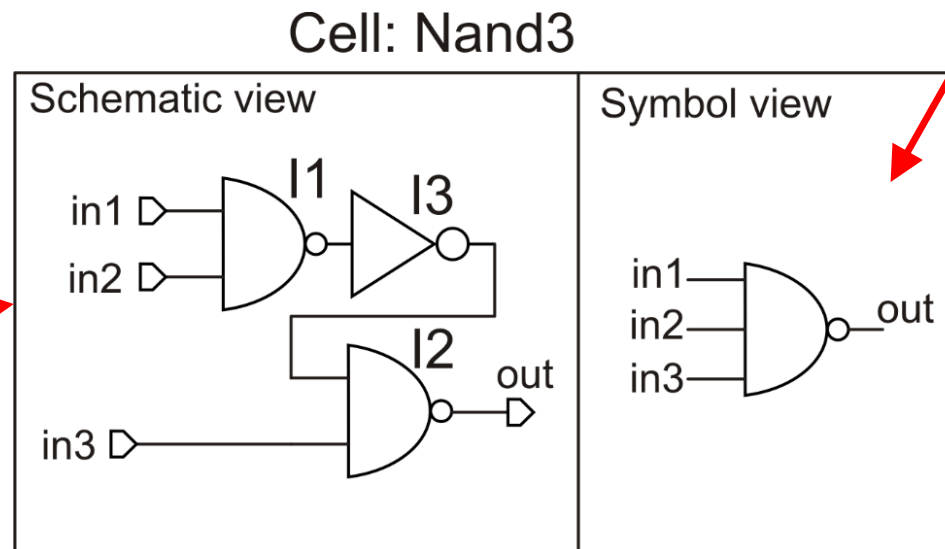 Cell: Nand3
Schematic view
I1
I3
in1
in2
I2
out
in3
Symbol view
in1
in2
in3
out